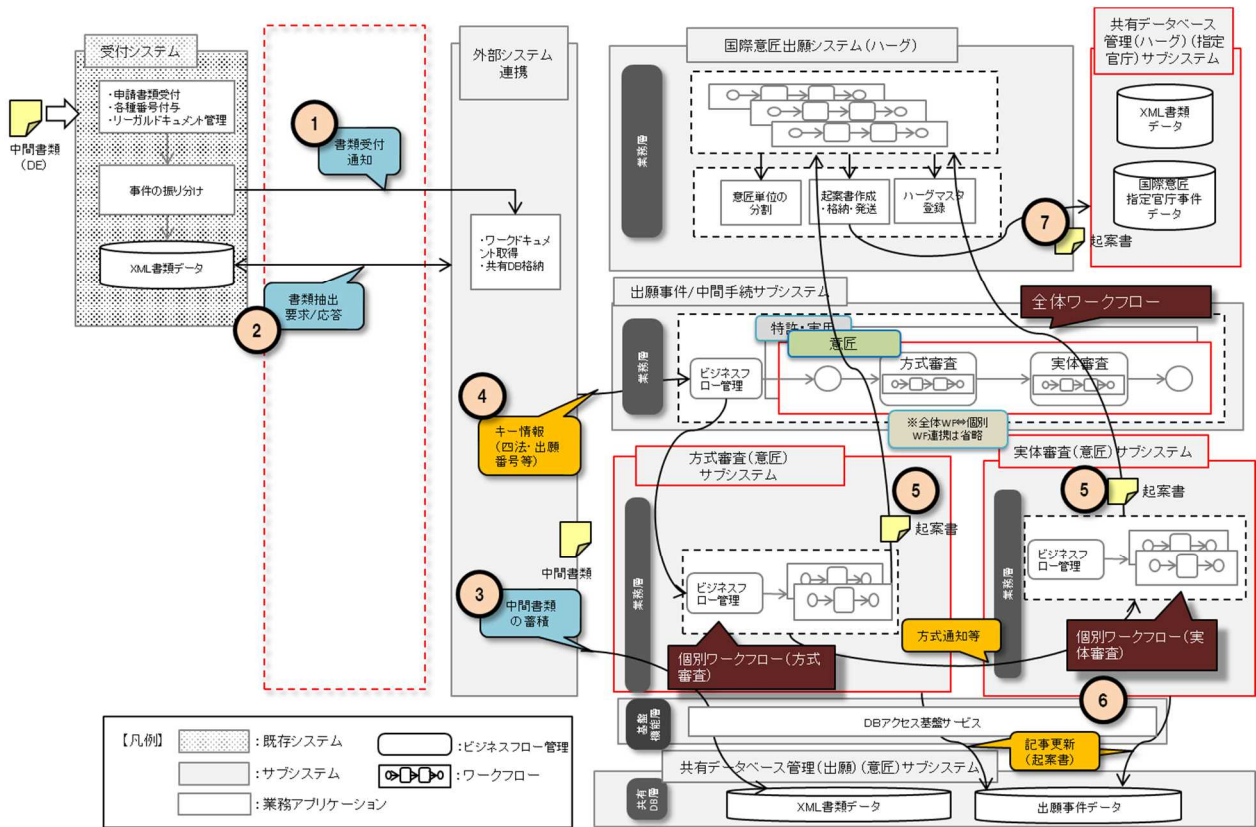 受付システム
・申請書類受付
・各種番号付与
・リーガルドキュメント管理
中間書類
(DE)
事件の振り分け
XML書類データ
1
書類受付
通知
2
書類抽出
要求/応答
外部システム
連携
・ワークドキュメ
ント取得
・共有DB格納
4
キー情報
(四法・出願
番号等)
中間書類
3
中間書類
の蓄積
国際意匠出願システム(ハーグ)
業務層
意匠単位の
分割
起案書作成
・格納・発送
ハーグマスタ
登録
共有データベース
管理(ハーグ)(指定
官庁)サブシステム
XML書類
データ
国際意匠
指定官庁事件
データ
7
起案書
出願事件/中間手続サブシステム
全体ワークフロー
業務層
ビジネスフ
ロー管理
特許・実用
意匠
方式審査
実体審査
※全体WF⇔個別
WF連携は省略
方式審査(意匠)
サブシステム
業務層
5
起案書
ビジネスフ
ロー管理
個別ワークフロー(方式
審査)
方式通知等
実体審査(意匠)サブシステム
業務層
5
起案書
ビジネスフ
ロー管理
個別ワークフロー(実
体審査)
6
基盤
機能層
DBアクセス基盤サービス
記事更新
(起案書)
共有データベース管理(出願)(意匠)サブシステム
共有
DB層
XML書類データ
出願事件データ
【凡例】
:既存システム
:サブシステム
:業務アプリケーション
:ビジネスフロー管理
:ワークフロー